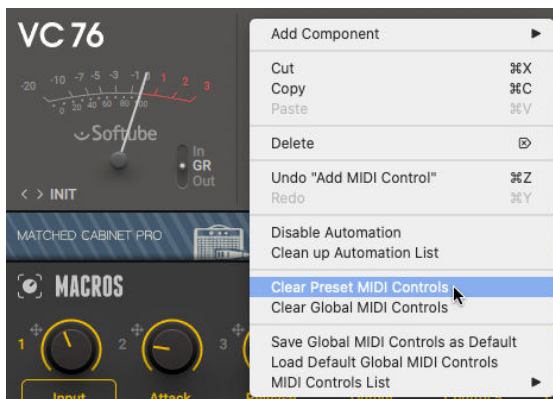 VC 76
-20 -10 -7 -5 -3 -1 0 1 2 3
0 20 40 60 80 100
Softube
In
GR
Out
< > INIT
MATCHED CABINET PRO
MACROS
1
2
3
Input
Attack
Add Component ▶
Cut ⌘X
Copy ⌘C
Paste ⌘V
Delete ⌦
Undo "Add MIDI Control" ⌘Z
Redo ⌘Y
Disable Automation
Clean up Automation List
Clear Preset MIDI Controls
Clear Global MIDI Controls
Save Global MIDI Controls as Default
Load Default Global MIDI Controls
MIDI Controls List ▶